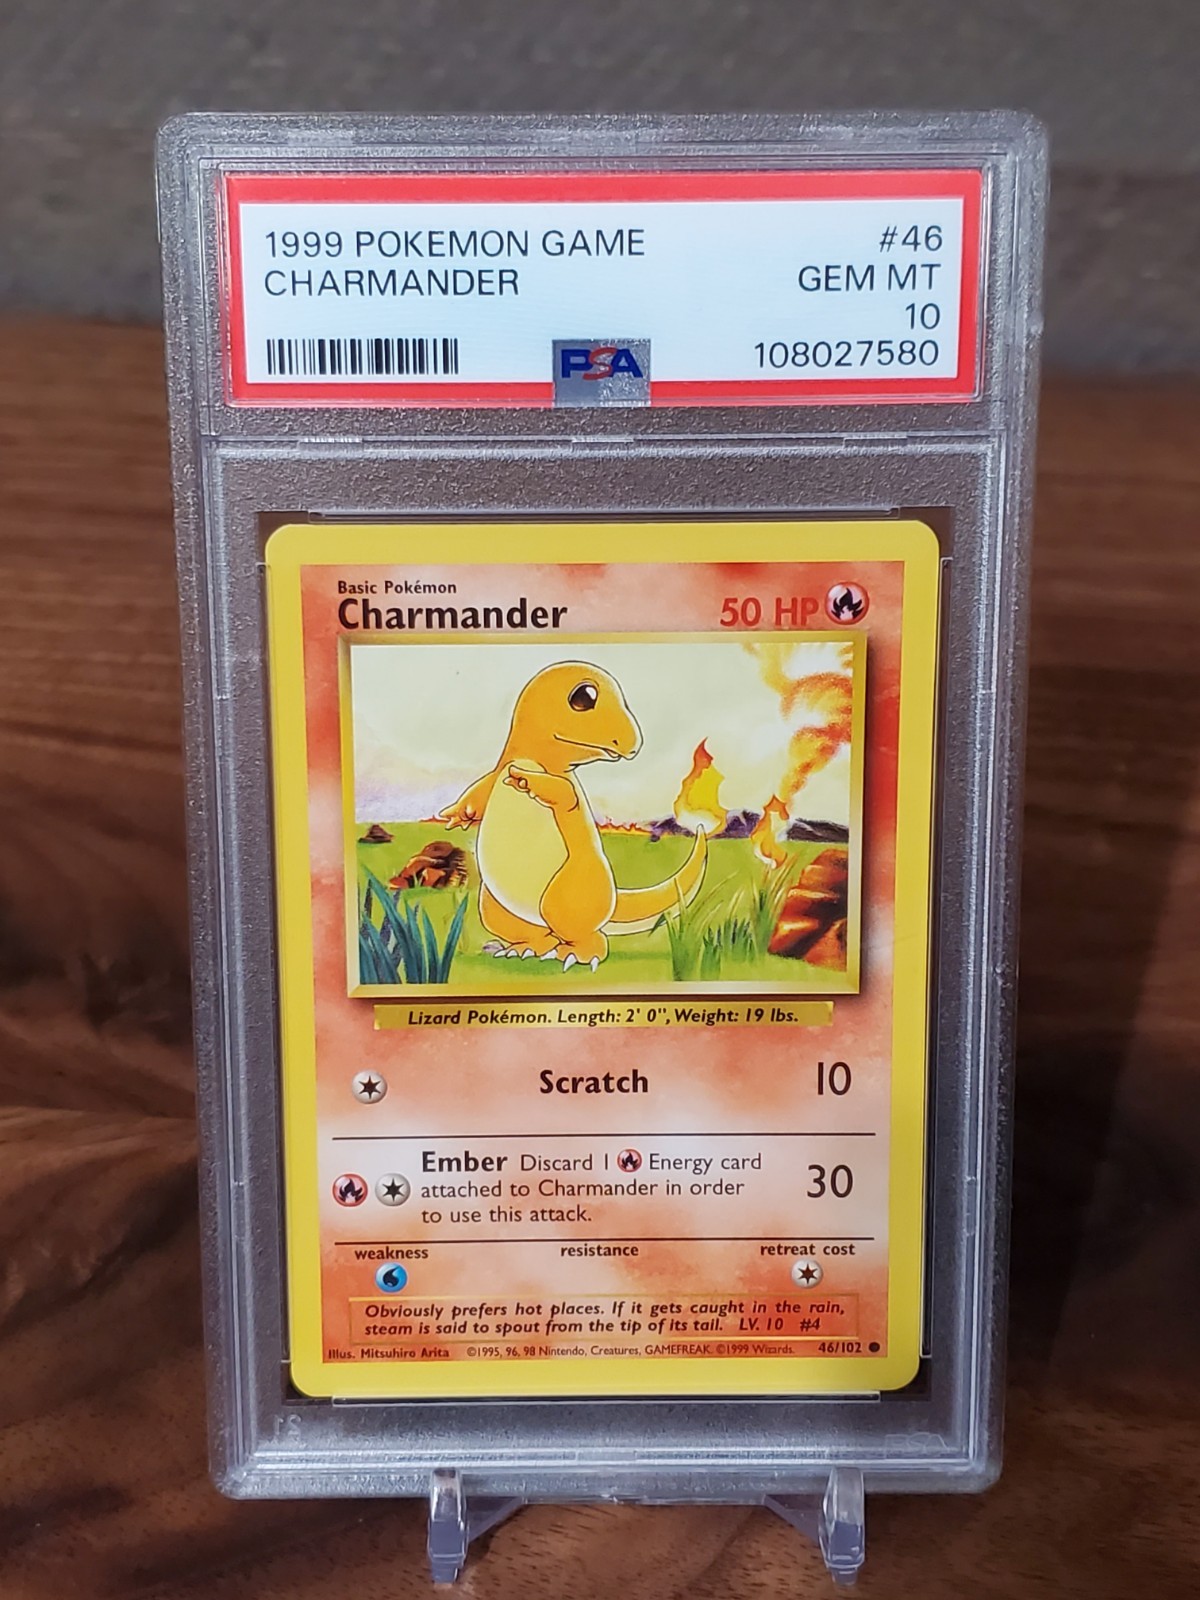 1999 POKEMON GAME #46
CHARMANDER GEM MT
10
PSA 108027580
Basic Pokémon
Charmander 50 HP
Lizard Pokémon. Length: 2' 0", Weight: 19 lbs.
Scratch 10
Ember Discard 1 Energy card
attached to Charmander in order
to use this attack.
30
weakness resistance retreat cost
Obviously prefers hot places. If it gets caught in the rain,
steam is said to spout from the tip of its tail. LV. 10 #4
Illus. Mitsuhiro Arita ©1995, 96, 98 Nintendo, Creatures, GAMEFREAK. ©1999 Wizards. 46/102